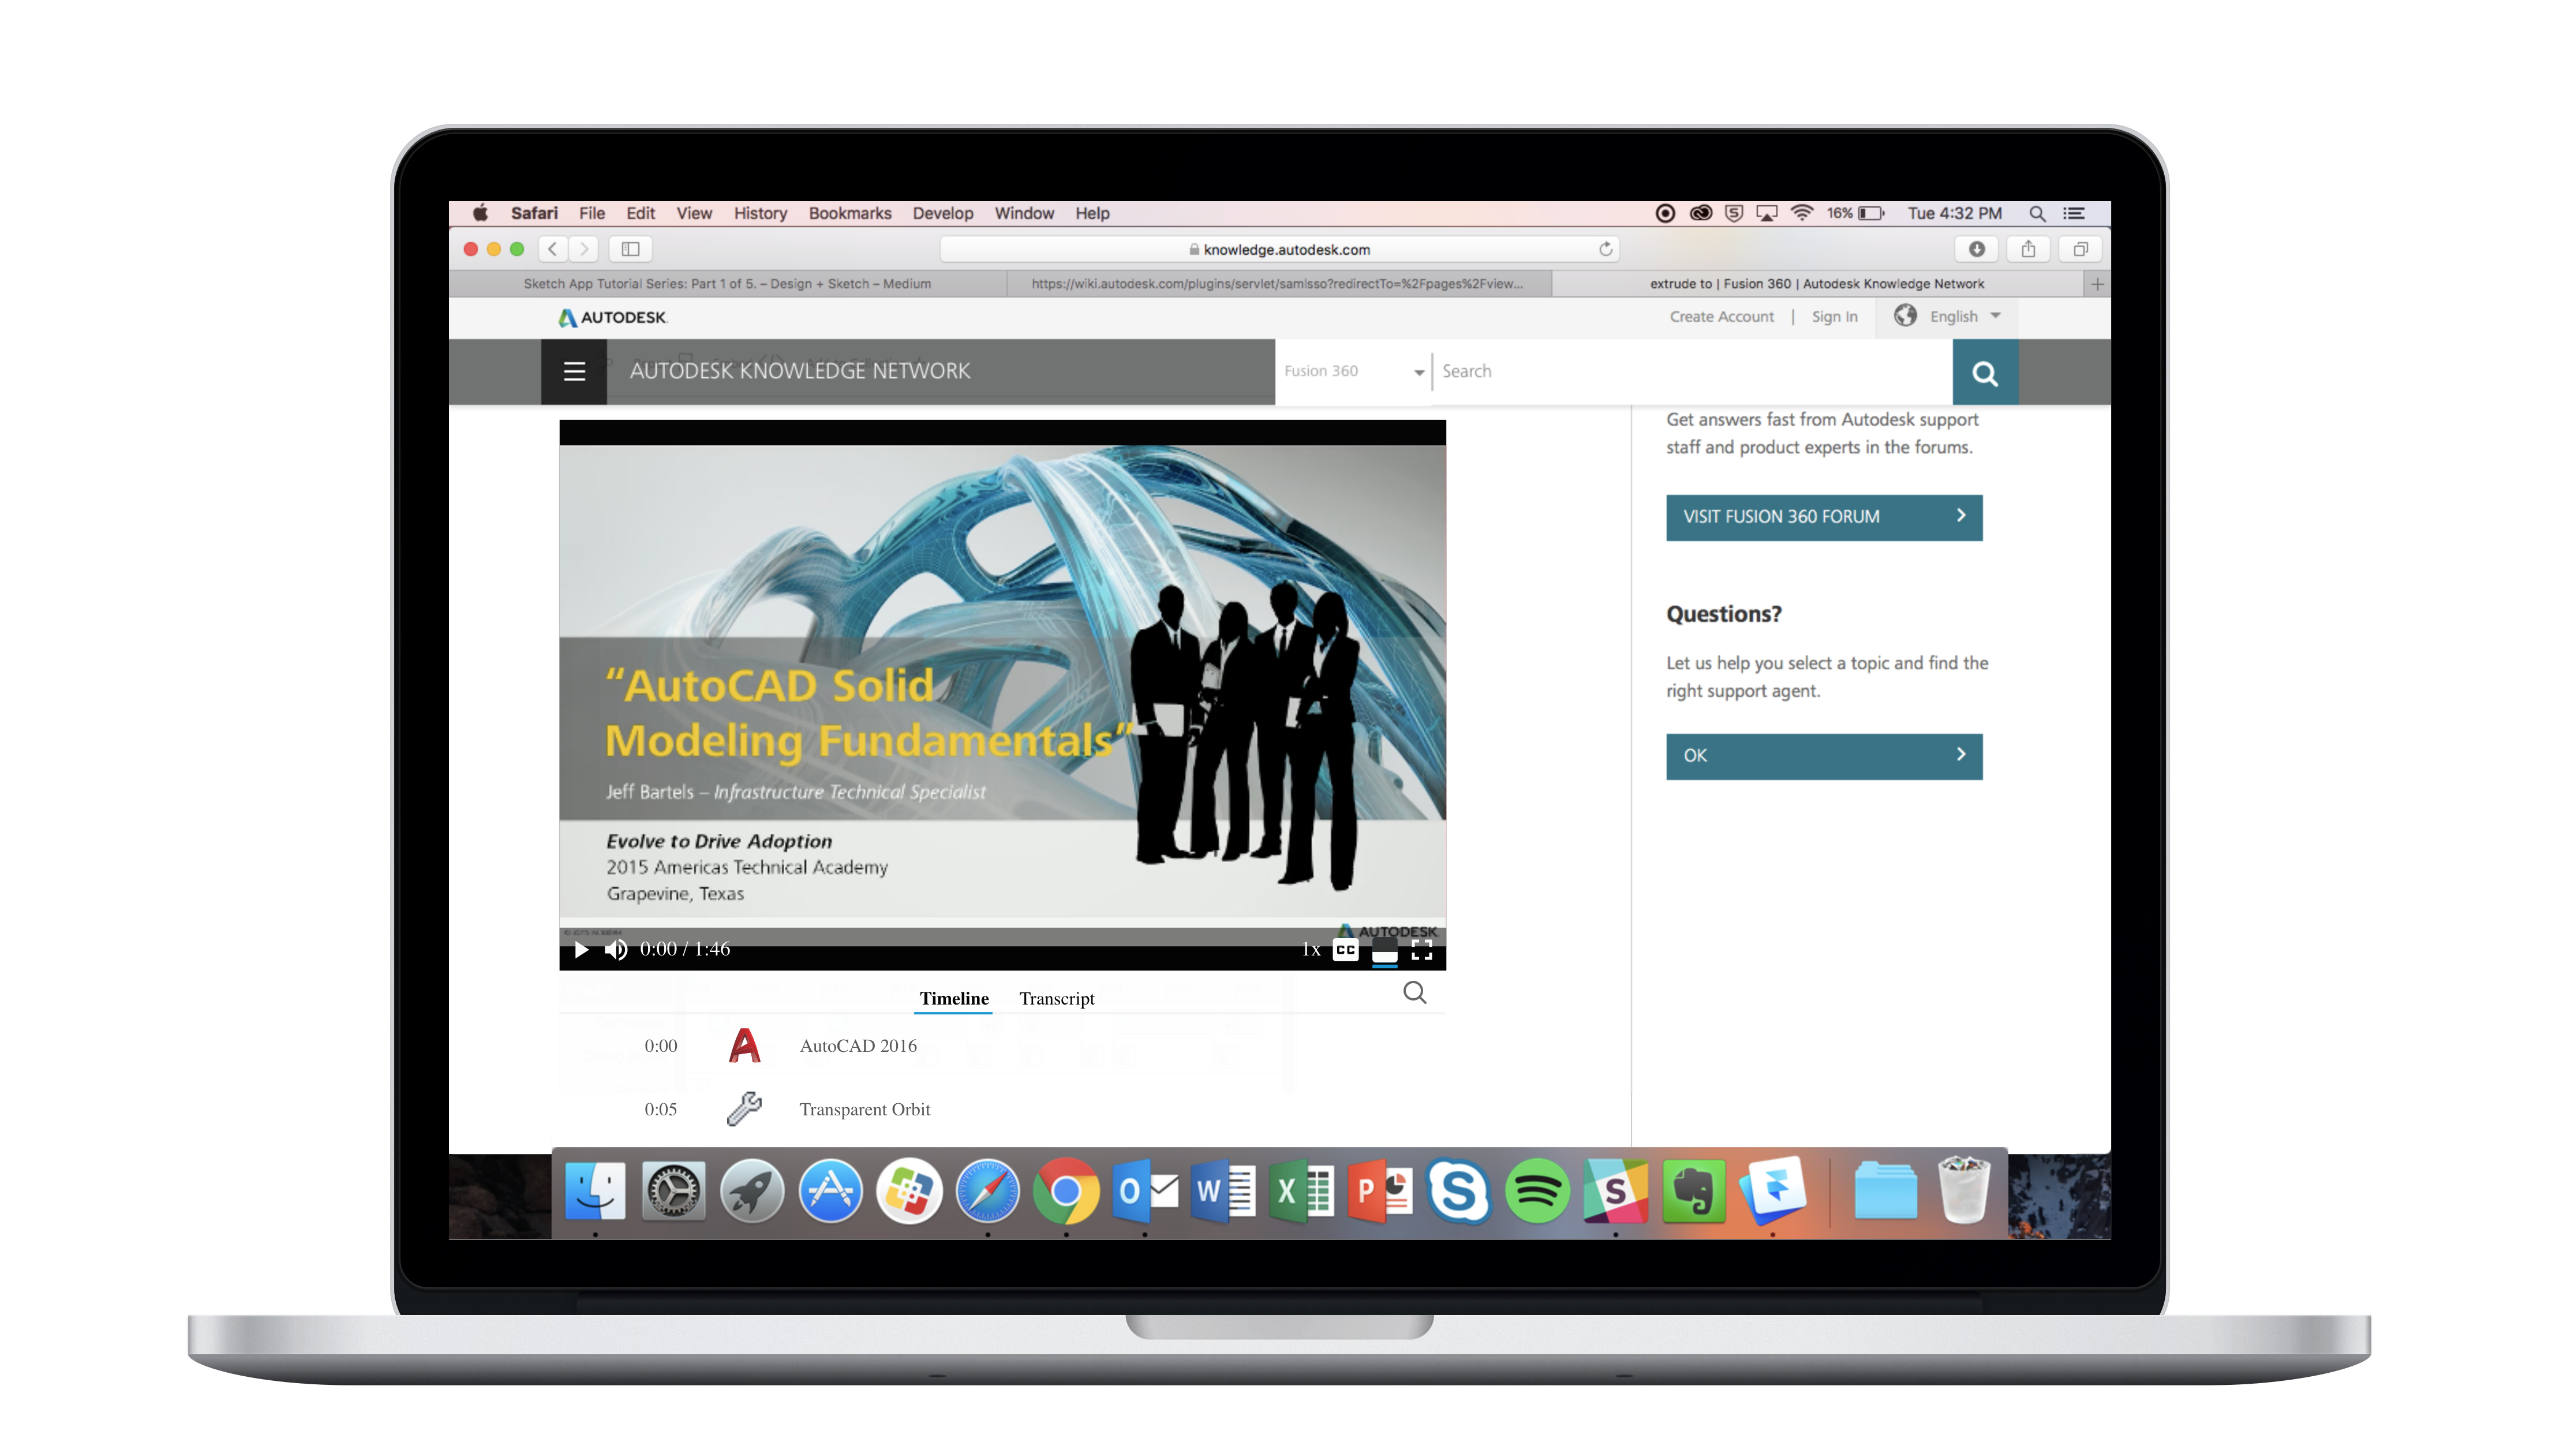 Safari File Edit View History Bookmarks Develop Window Help
16% Tue 4:32 PM
knowledge.autodesk.com
Sketch App Tutorial Series: Part 1 of 5. – Design + Sketch – Medium
https://wiki.autodesk.com/plugins/servlet/samlsso?redirectTo=%2Fpages%2Fview...
extrude to | Fusion 360 | Autodesk Knowledge Network
AUTODESK
Create Account | Sign In
English
AUTODESK KNOWLEDGE NETWORK
Fusion 360
Search
“AutoCAD Solid
Modeling Fundamentals”
Jeff Bartels – Infrastructure Technical Specialist
Evolve to Drive Adoption
2015 Americas Technical Academy
Grapevine, Texas
AUTODESK
0:00 / 1:46
1x CC
Timeline Transcript
0:00 AutoCAD 2016
0:05 Transparent Orbit
Get answers fast from Autodesk support
staff and product experts in the forums.
VISIT FUSION 360 FORUM
Questions?
Let us help you select a topic and find the
right support agent.
OK